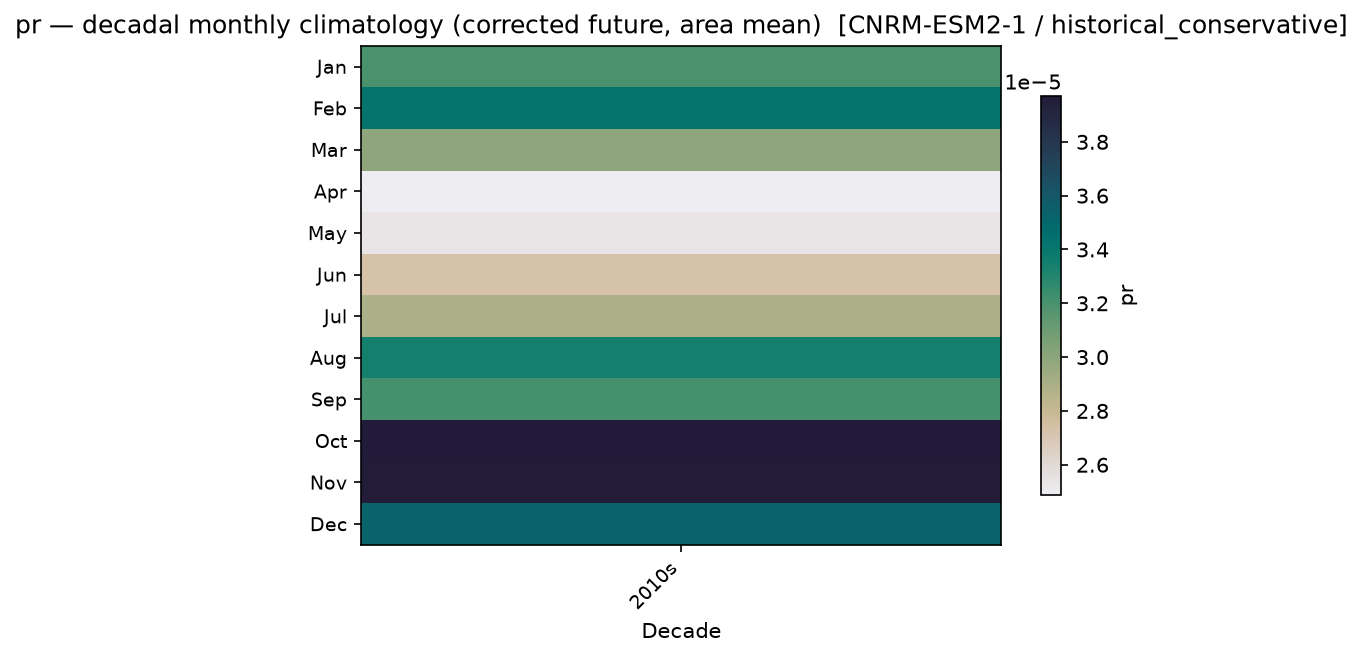 pr — decadal monthly climatology (corrected future, area mean)  [CNRM-ESM2-1 / historical_conservative]
Jan
Feb
Mar
Apr
May
Jun
Jul
Aug
Sep
Oct
Nov
Dec
2010s
Decade
1e−5
3.8
3.6
3.4
3.2
3.0
2.8
2.6
pr